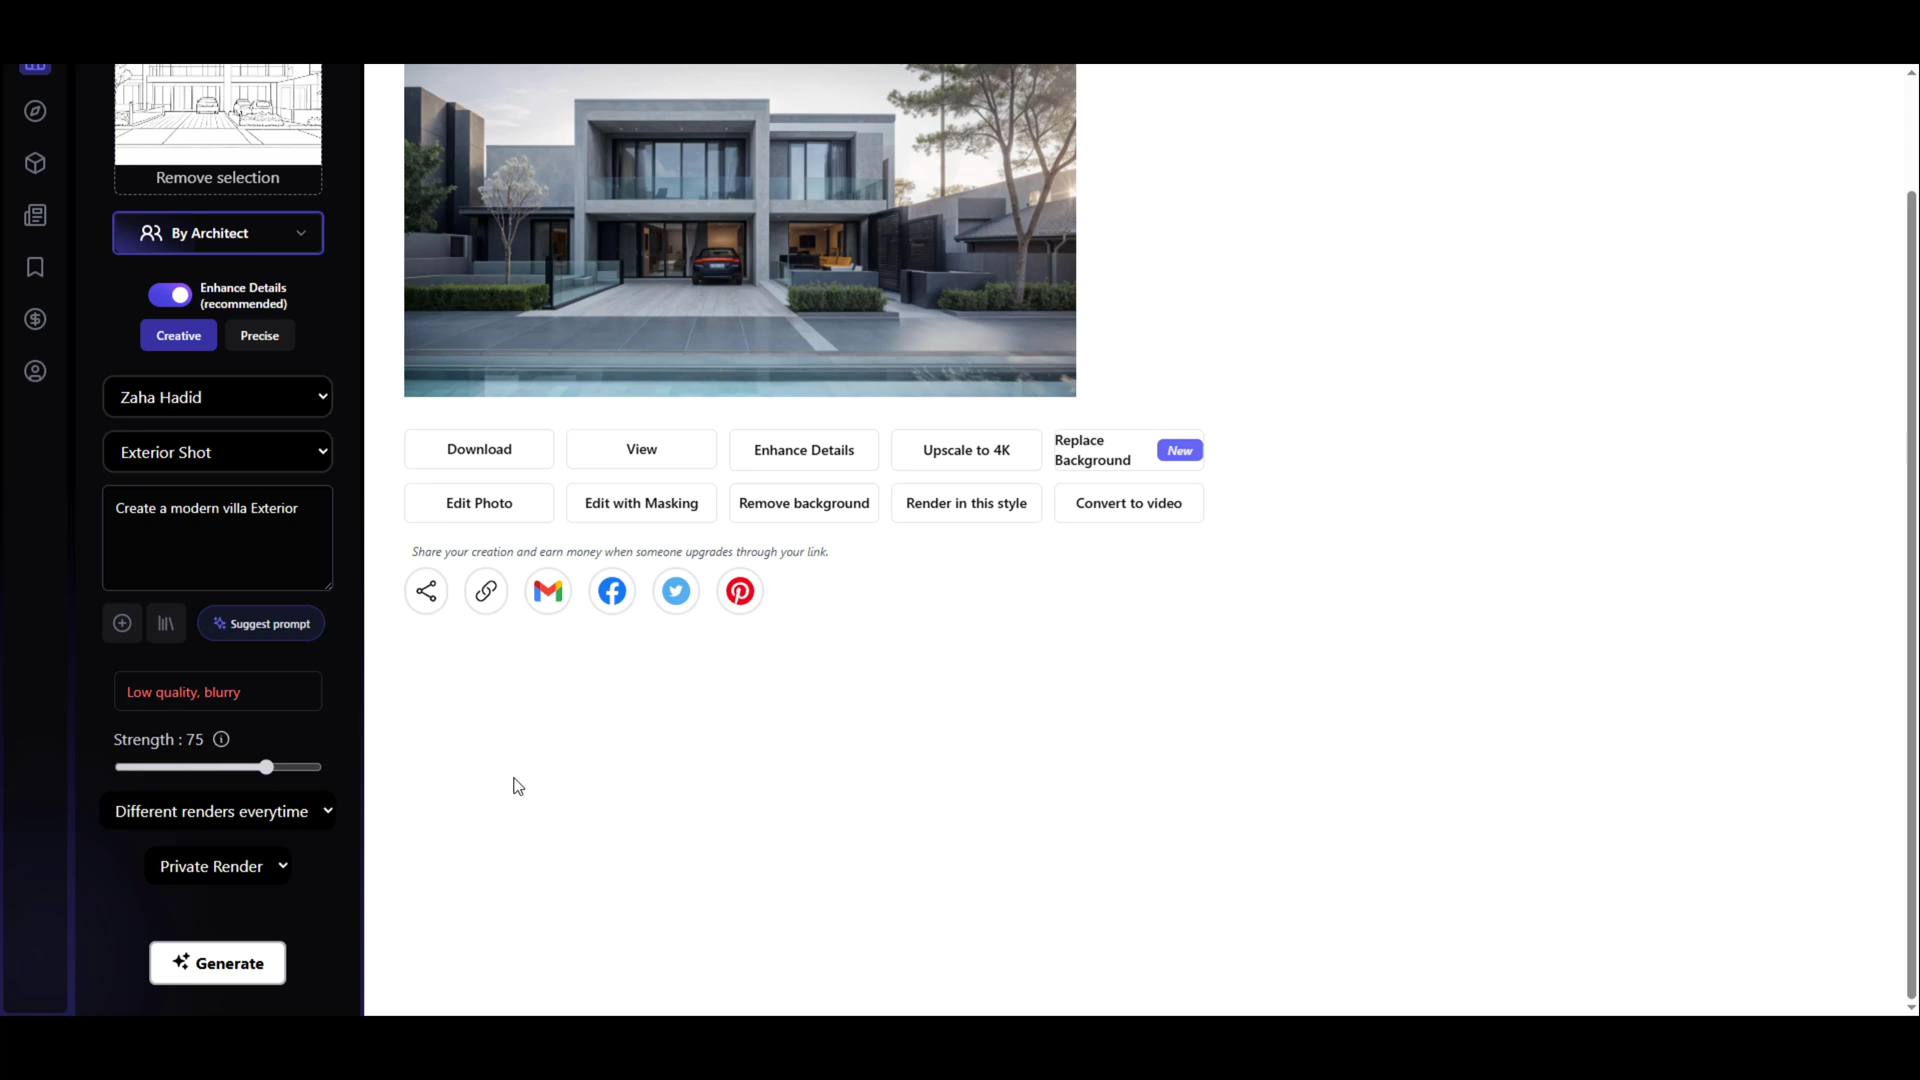 Remove selection
By Architect
Enhance Details
(recommended)
Creative Precise
Zaha Hadid
Exterior Shot
Create a modern villa Exterior
Suggest prompt
Low quality, blurry
Strength : 75
Different renders everytime
Private Render
Generate
Download View Enhance Details Upscale to 4K Replace Background New
Edit Photo Edit with Masking Remove background Render in this style Convert to video
Share your creation and earn money when someone upgrades through your link.